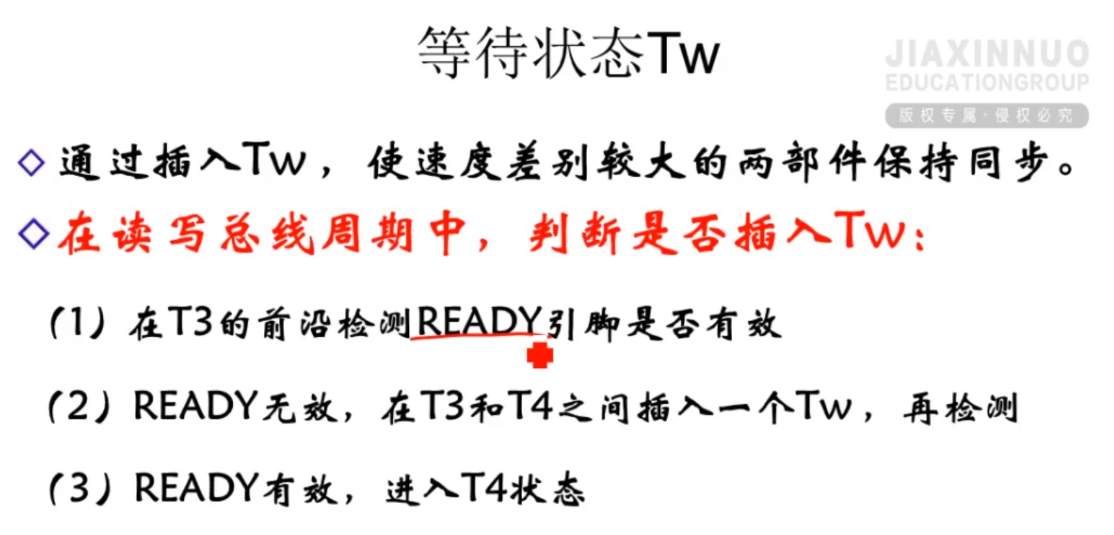 等待状态Tw
JIAXINNUO
EDUCATIONGROUP
版权专属·侵权必究
通过插入Tw，使速度差别较大的两部件保持同步。
在读写总线周期中，判断是否插入Tw：
（1）在T3的前沿检测READY引脚是否有效
（2）READY无效，在T3和T4之间插入一个Tw，再检测
（3）READY有效，进入T4状态